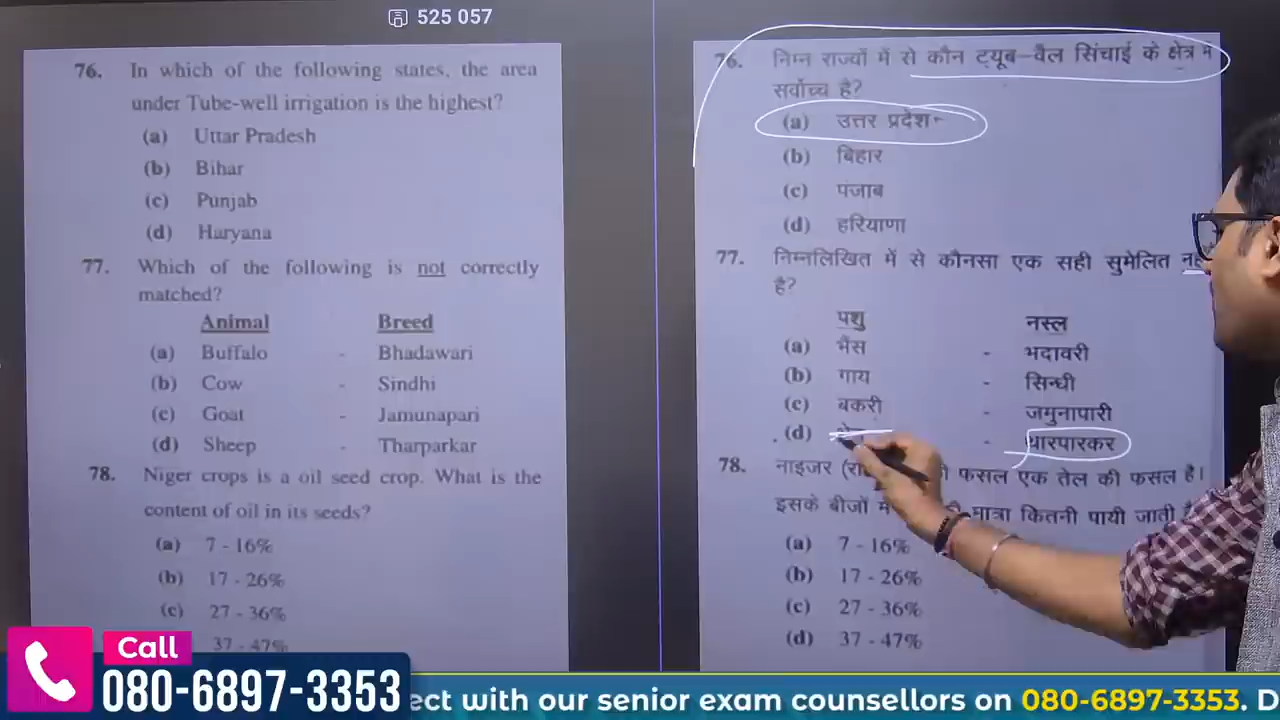 525 057
76. In which of the following states, the area
under Tube-well irrigation is the highest?
(a) Uttar Pradesh
(b) Bihar
(c) Punjab
(d) Haryana
77. Which of the following is not correctly
matched?
Animal Breed
(a) Buffalo - Bhadawari
(b) Cow - Sindhi
(c) Goat - Jamunapari
(d) Sheep - Tharparkar
78. Niger crops is a oil seed crop. What is the
content of oil in its seeds?
(a) 7 - 16%
(b) 17 - 26%
(c) 27 - 36%
37 - 47%
76. निम्न राज्यों में से कौन ट्यूब-वैल सिंचाई के क्षेत्र में
सर्वोच्च है?
(a) उत्तर प्रदेश
(b) बिहार
(c) पंजाब
(d) हरियाणा
77. निम्नलिखित में से कौनसा एक सही सुमेलित
है?
पशु नस्ल
(a) भैंस - भदावरी
(b) गाय - सिन्धी
(c) बकरी - जमुनापारी
(d) - थारपारकर
78. नाइजर फसल एक तेल की फसल है।
इसके बीजों में मात्रा कितनी पायी जाती
(a) 7 - 16%
(b) 17 - 26%
(c) 27 - 36%
(d) 37 - 47%
Call
080-6897-3353
ect with our senior exam counsellors on 080-6897-3353. D